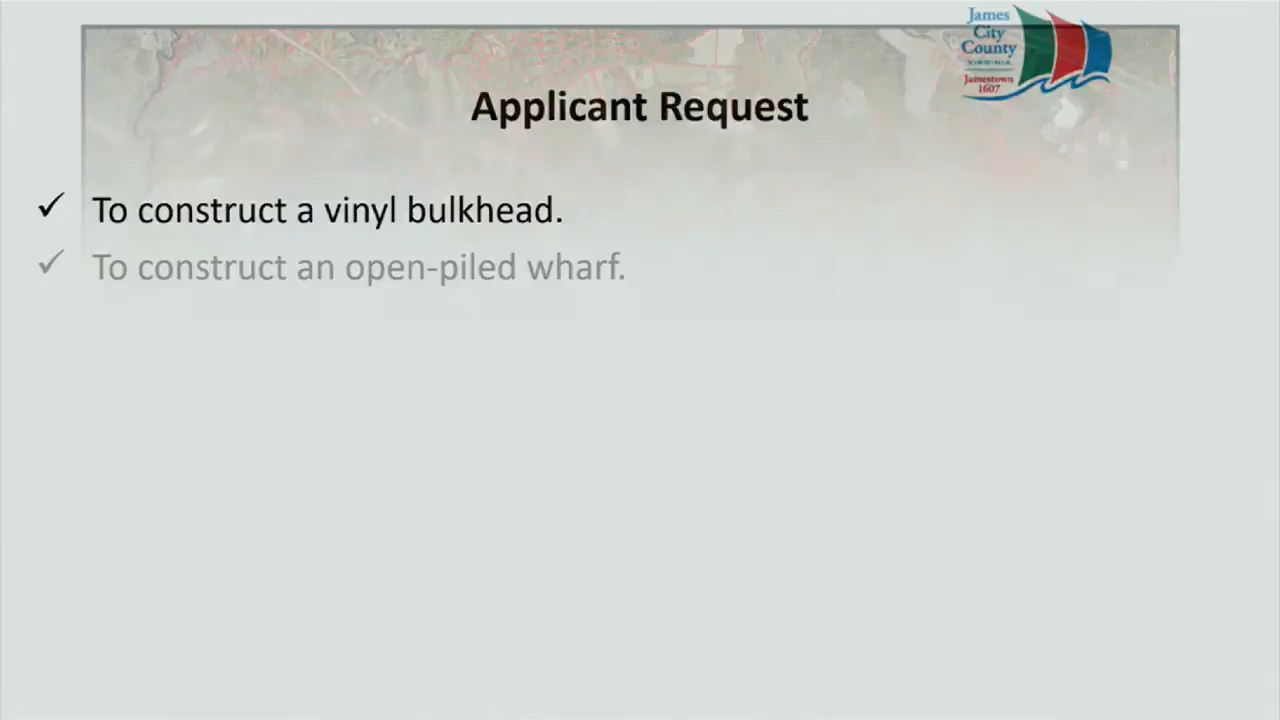 James
City
County
VIRGINIA
Jamestown
1607
Applicant Request
✓ To construct a vinyl bulkhead.
✓ To construct an open-piled wharf.